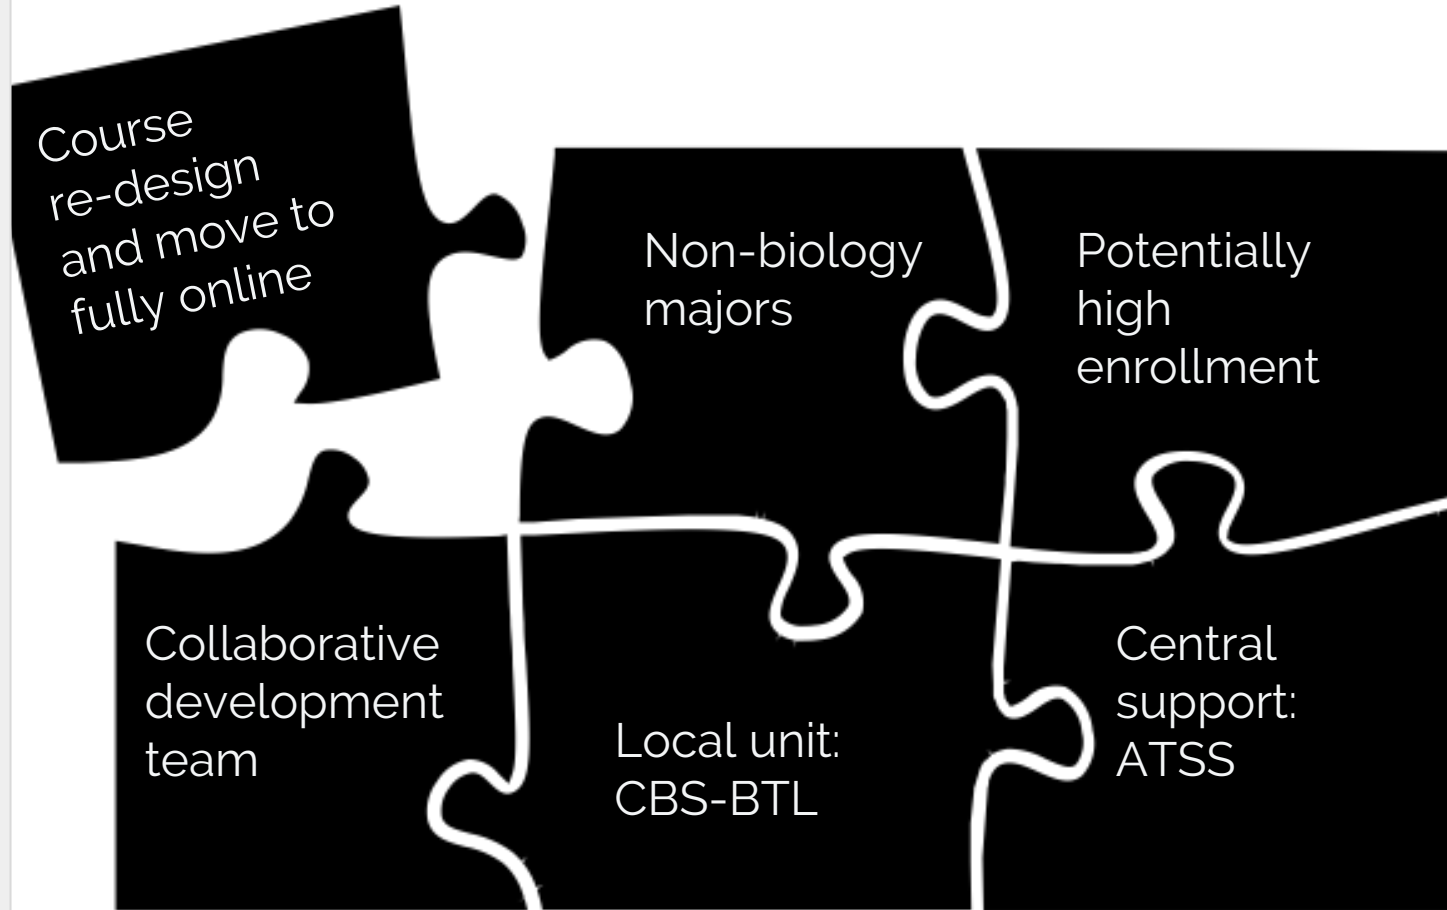 Course
re-design
and move to
fully online
Non-biology
majors
Potentially
high
enrollment
Collaborative
development
team
Local unit:
CBS-BTL
Central
support:
ATSS